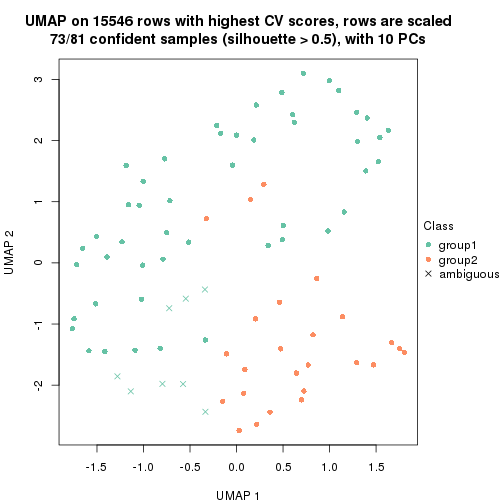 UMAP on 15546 rows with highest CV scores, rows are scaled
73/81 confident samples (silhouette > 0.5), with 10 PCs
3
2
1
0
-1
-2
UMAP 2
Class
group1
group2
ambiguous
-1.5 -1.0 -0.5 0.0 0.5 1.0 1.5
UMAP 1